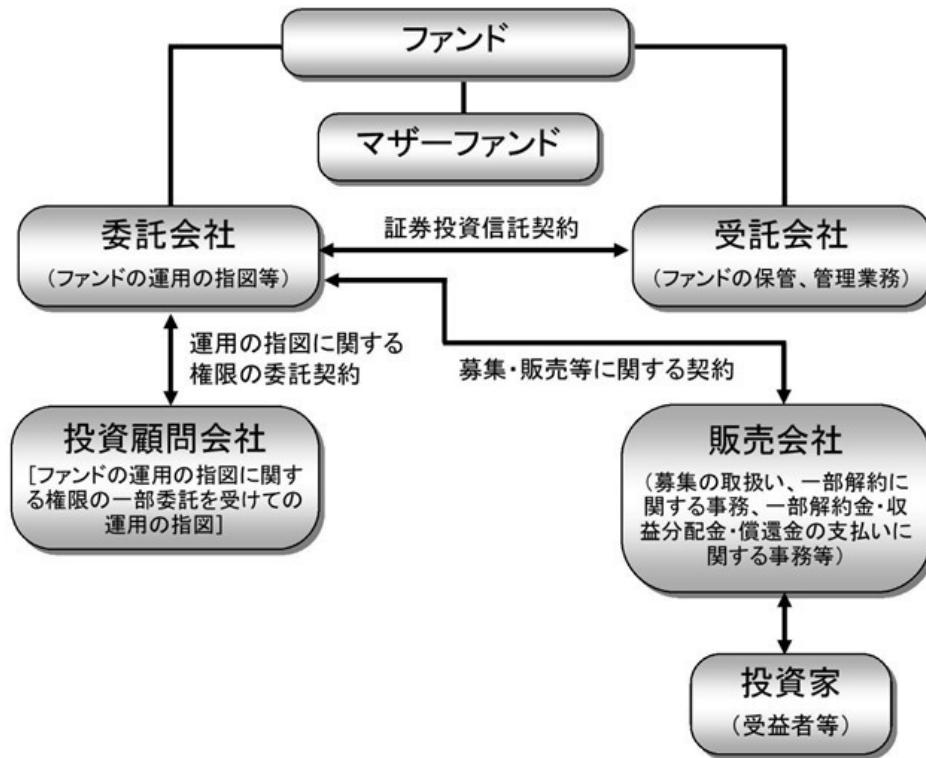 ファンド
マザーファンド
委託会社
(ファンドの運用の指図等)
証券投資信託契約
受託会社
(ファンドの保管、管理業務)
運用の指図に関する
権限の委託契約
募集・販売等に関する契約
投資顧問会社
[ファンドの運用の指図に関す
る権限の一部委託を受けての
運用の指図]
販売会社
(募集の取扱い、一部解約に
関する事務、一部解約金・収
益分配金・償還金の支払いに
関する事務等)
投資家
(受益者等)